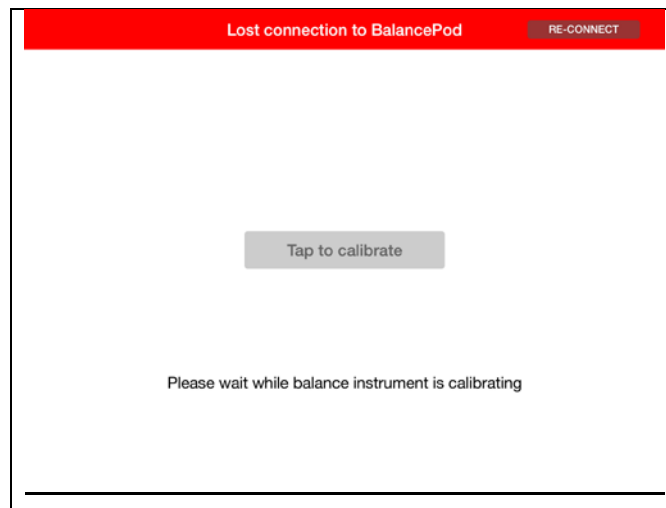 Lost connection to BalancePod
RE-CONNECT
Tap to calibrate
Please wait while balance instrument is calibrating